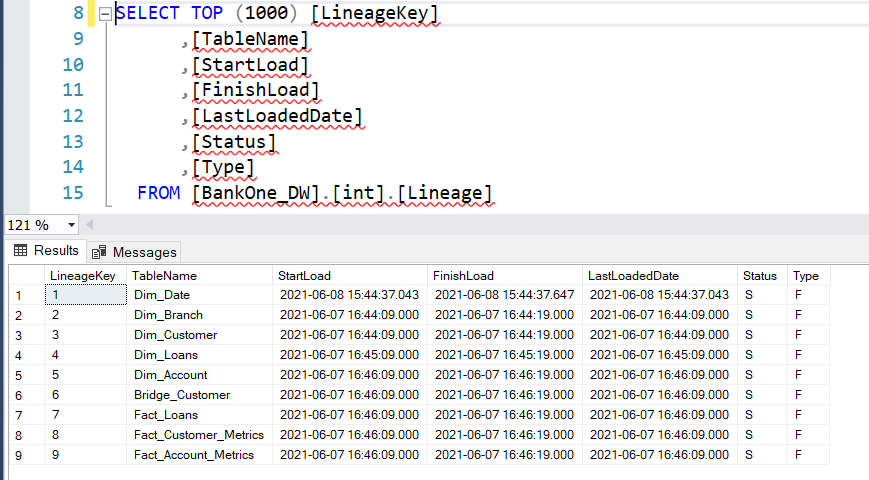 8 SELECT TOP (1000) [LineageKey]
9 ,[TableName]
10 ,[StartLoad]
11 ,[FinishLoad]
12 ,[LastLoadedDate]
13 ,[Status]
14 ,[Type]
15 FROM [BankOne_DW].[int].[Lineage]
121 %
Results Messages
LineageKey TableName StartLoad FinishLoad LastLoadedDate Status Type
1 1 Dim_Date 2021-06-08 15:44:37.043 2021-06-08 15:44:37.647 2021-06-08 15:44:37.043 S F
2 2 Dim_Branch 2021-06-07 16:44:09.000 2021-06-07 16:44:19.000 2021-06-07 16:44:09.000 S F
3 3 Dim_Customer 2021-06-07 16:44:09.000 2021-06-07 16:44:19.000 2021-06-07 16:44:09.000 S F
4 4 Dim_Loans 2021-06-07 16:45:09.000 2021-06-07 16:45:19.000 2021-06-07 16:45:09.000 S F
5 5 Dim_Account 2021-06-07 16:46:09.000 2021-06-07 16:46:19.000 2021-06-07 16:46:09.000 S F
6 6 Bridge_Customer 2021-06-07 16:46:09.000 2021-06-07 16:46:19.000 2021-06-07 16:46:09.000 S F
7 7 Fact_Loans 2021-06-07 16:46:09.000 2021-06-07 16:46:19.000 2021-06-07 16:46:09.000 S F
8 8 Fact_Customer_Metrics 2021-06-07 16:46:09.000 2021-06-07 16:46:19.000 2021-06-07 16:46:09.000 S F
9 9 Fact_Account_Metrics 2021-06-07 16:46:09.000 2021-06-07 16:46:19.000 2021-06-07 16:46:09.000 S F